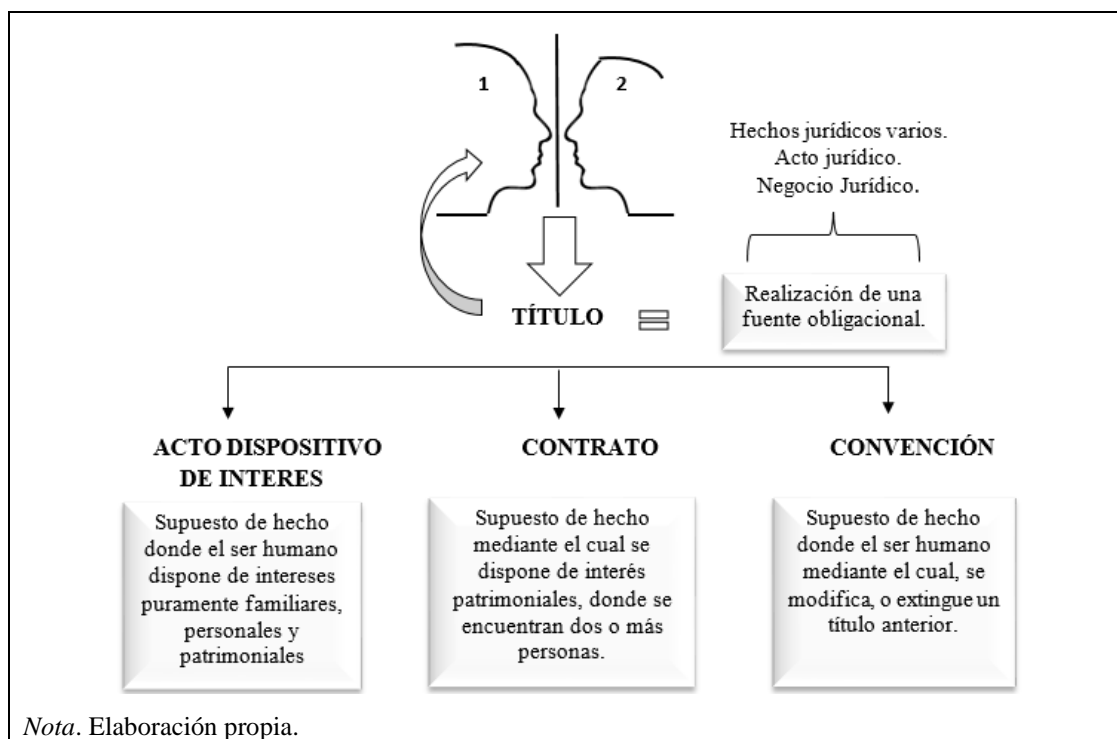 1
2
Hechos jurídicos varios.
Acto jurídico.
Negocio Jurídico.
Realización de una
fuente obligacional.
TÍTULO
ACTO DISPOSITIVO
DE INTERES
Supuesto de hecho
donde el ser humano
dispone de intereses
puramente familiares,
personales y
patrimoniales
CONTRATO
Supuesto de hecho
mediante el cual se
dispone de interés
patrimoniales, donde se
encuentran dos o más
personas.
CONVENCIÓN
Supuesto de hecho
donde el ser humano
mediante el cual, se
modifica, o extingue un
título anterior.
Nota. Elaboración propia.